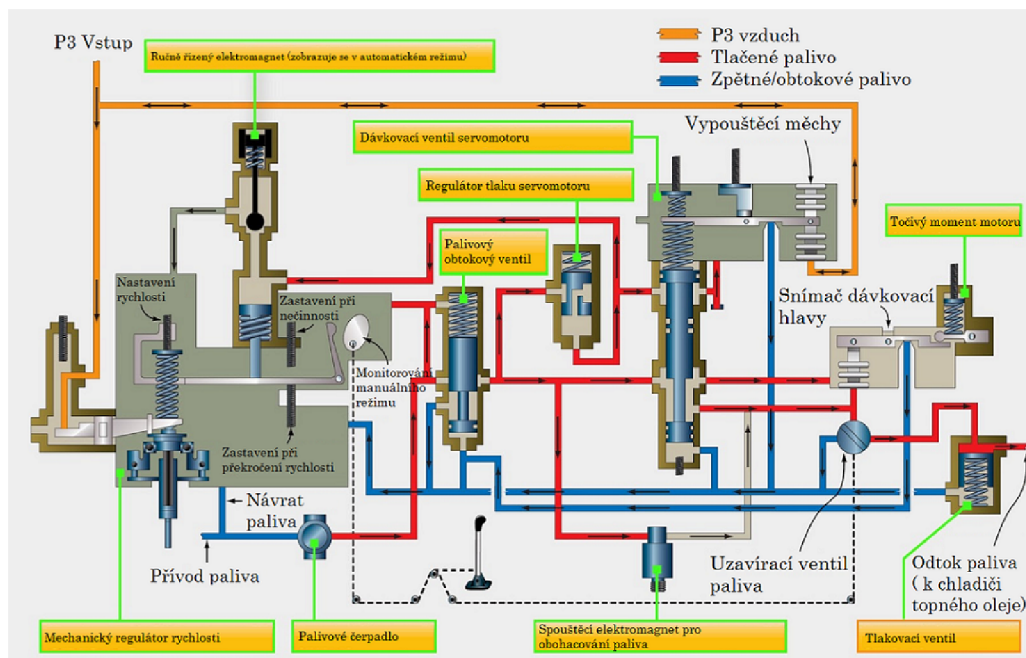 P3 Vstup
P3 vzduch
Tlačené palivo
Zpětné/obtokové palivo
Ručně řízený elektromagnet (zobrazuje se v automatickém režimu)
Dávkovací ventil servomotoru
Vypouštěcí měchy
Regulátor tlaku servomotoru
Točivý moment motoru
Palivový
obtokový ventil
Nastavení
rychlosti
Zastavení při
nečinnosti
Snímač dávkovací
hlavy
Monitorování
manuálního
režimu
Zastavení při
překročení rychlosti
Návrat
paliva
Přívod paliva
Uzavírací ventil
paliva
Odtok paliva
( k chladiči
topného oleje)
Mechanický regulátor rychlosti
Palivové čerpadlo
Spouštěcí elektromagnet pro
obohacování paliva
Tlakovací ventil